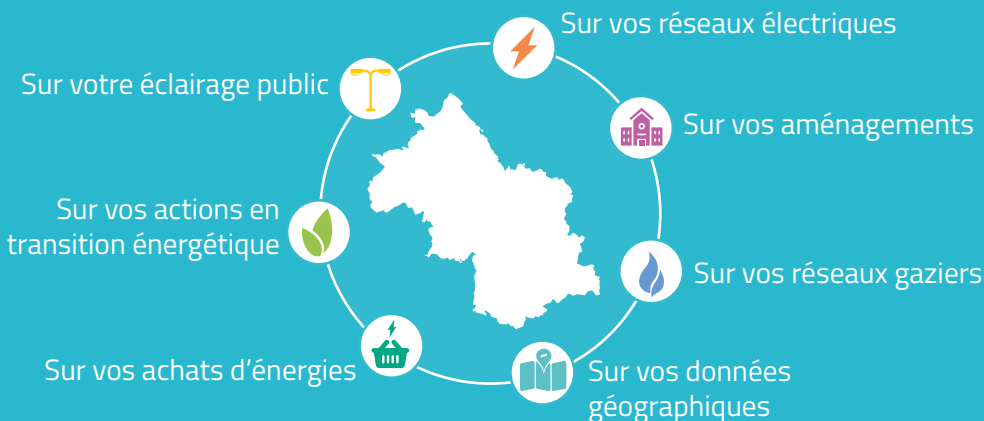 Sur vos réseaux électriques
Sur votre éclairage public
Sur vos aménagements
Sur vos actions en
transition énergétique
Sur vos réseaux gaziers
Sur vos achats d’énergies
Sur vos données
géographiques